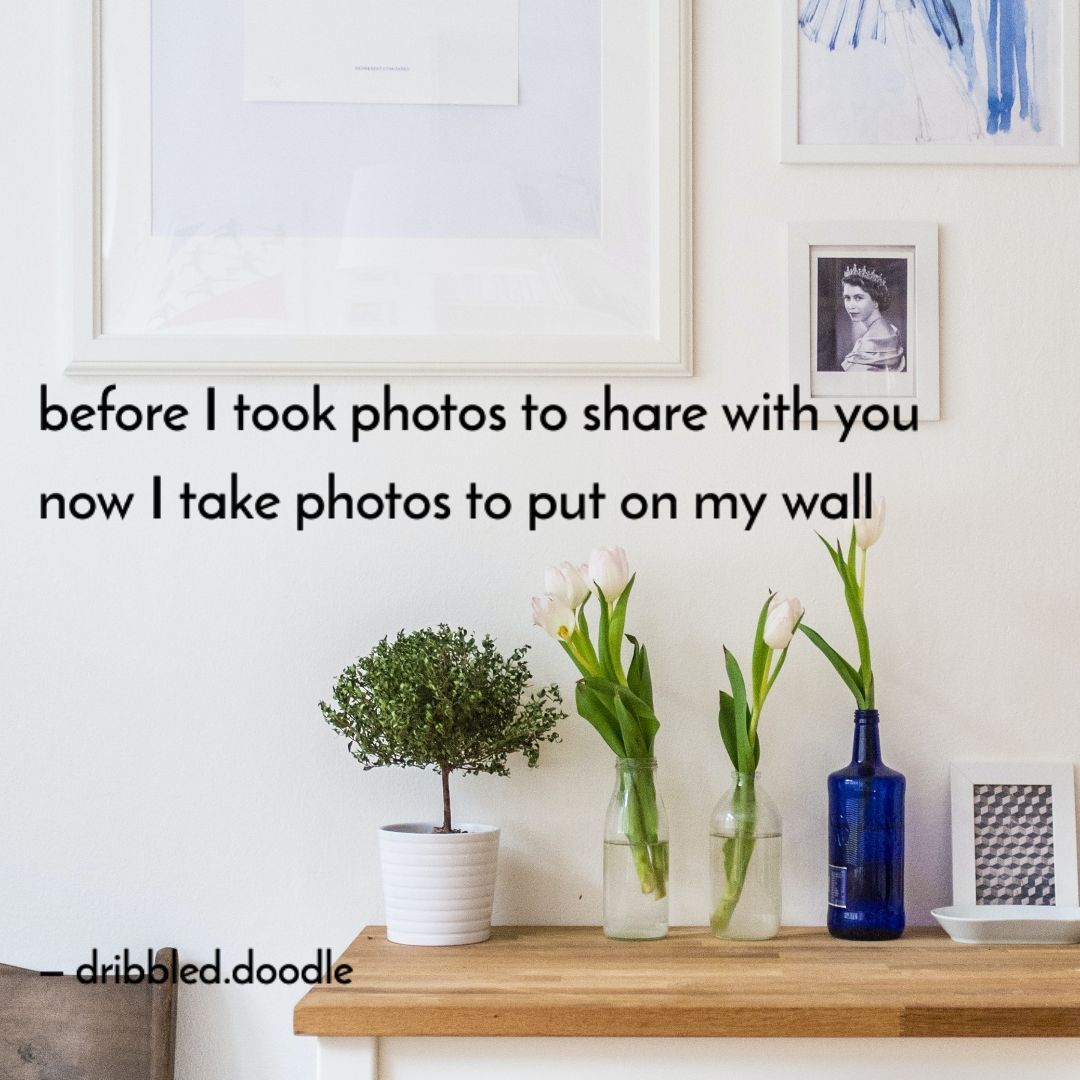 before I took photos to share with you
now I take photos to put on my wall
– dribbled.doodle